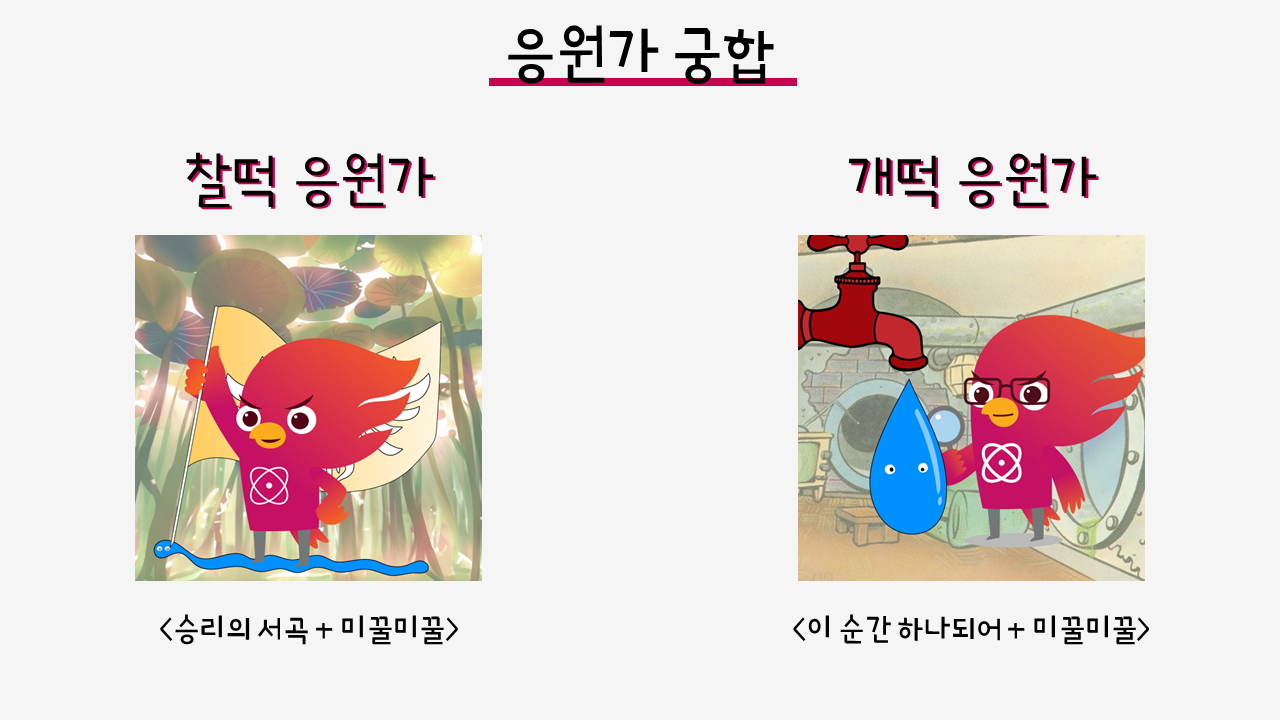 응원가 궁합
찰떡 응원가
개떡 응원가
<승리의 서곡 + 미꿀미꿀>
<이 순간 하나되어 + 미꿀미꿀>